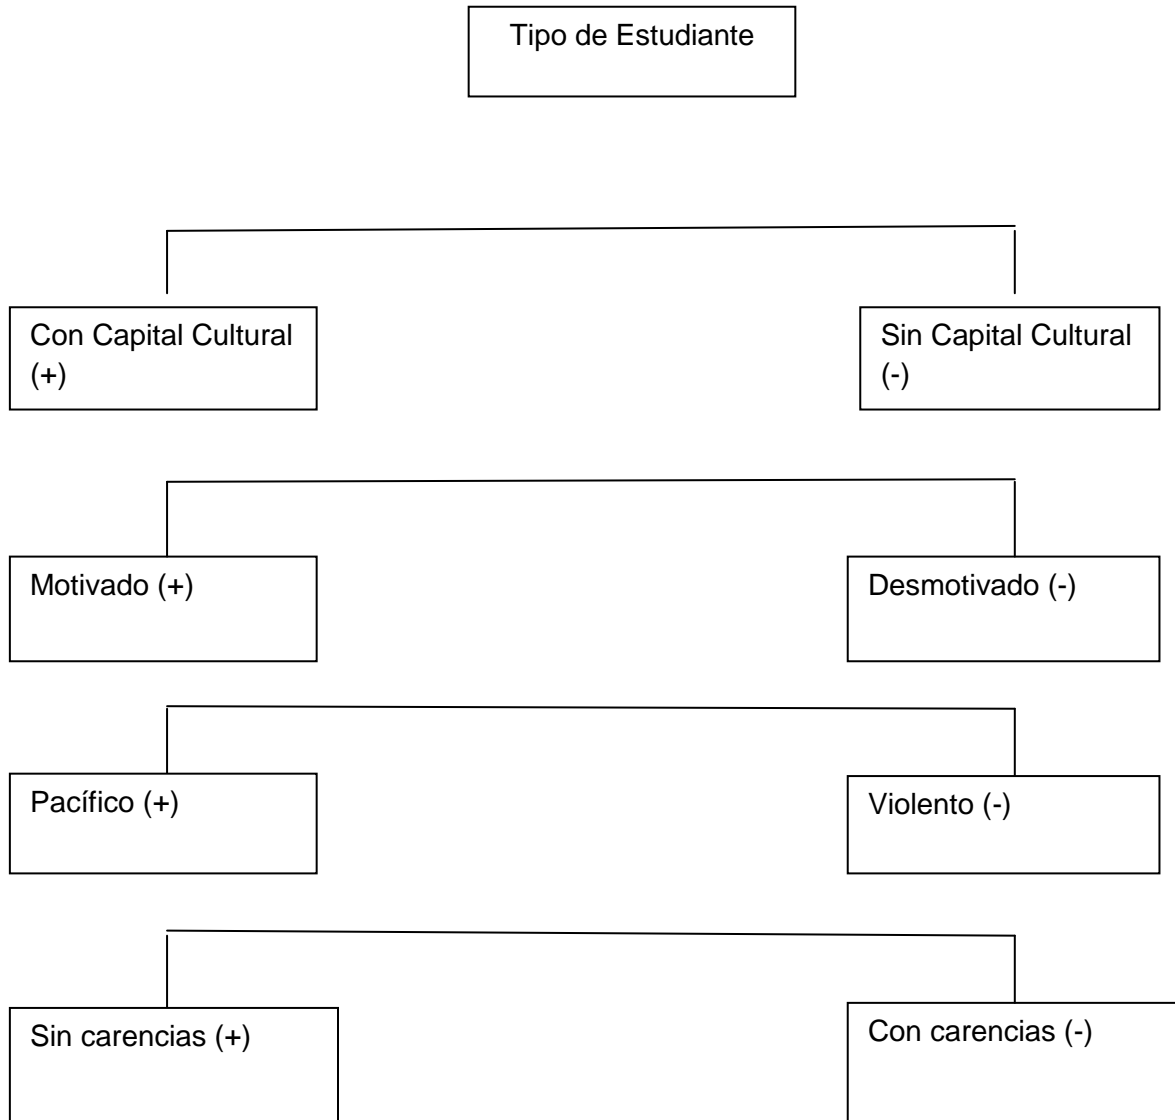 Tipo de Estudiante
Con Capital Cultural
(+)
Sin Capital Cultural
(-)
Motivado (+)
Desmotivado (-)
Pacífico (+)
Violento (-)
Sin carencias (+)
Con carencias (-)